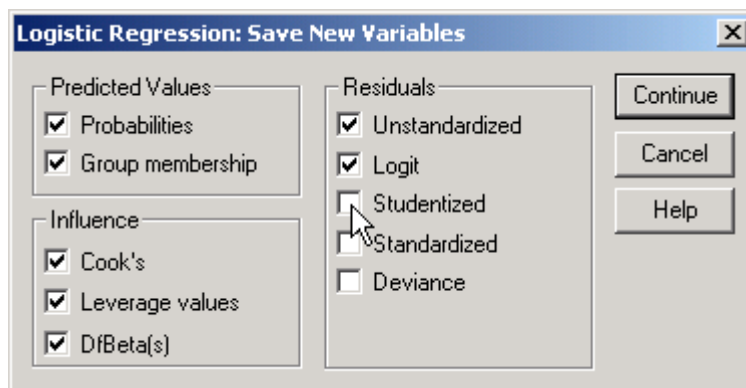 Logistic Regression: Save New Variables
Predicted Values
Probabilities
Group membership
Influence
Cook's
Leverage values
DfBeta(s)
Residuals
Unstandardized
Logit
Studentized
Standardized
Deviance
Continue
Cancel
Help